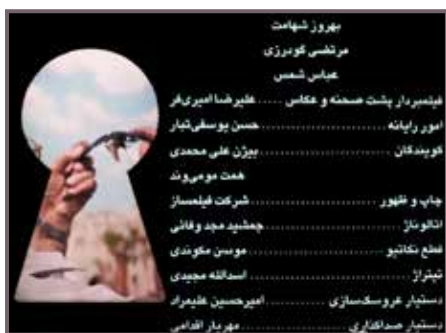 بهروز شهامت
مرتضی گودرزی
عباس شمس
فیلمبردار پشت صحنه و عکاس ..... علیرضا امیری‌فر
امور رایانه .................. حسن یوسفی‌تبار
گویندگان .................. بیژن علی محمدی
همت مومی‌وند
چاپ و ظهور .................. شرکت فیلمساز
اتالوناژ .................. جمشید مجد وفائی
قطع نگاتیو .................. موسی مکوندی
تیتراژ .................. اسدالله مجیدی
دستیار عروسک‌سازی .......... امیرحسین علیمراد
دستیار صداگذاری .......... مهریار اقدامی